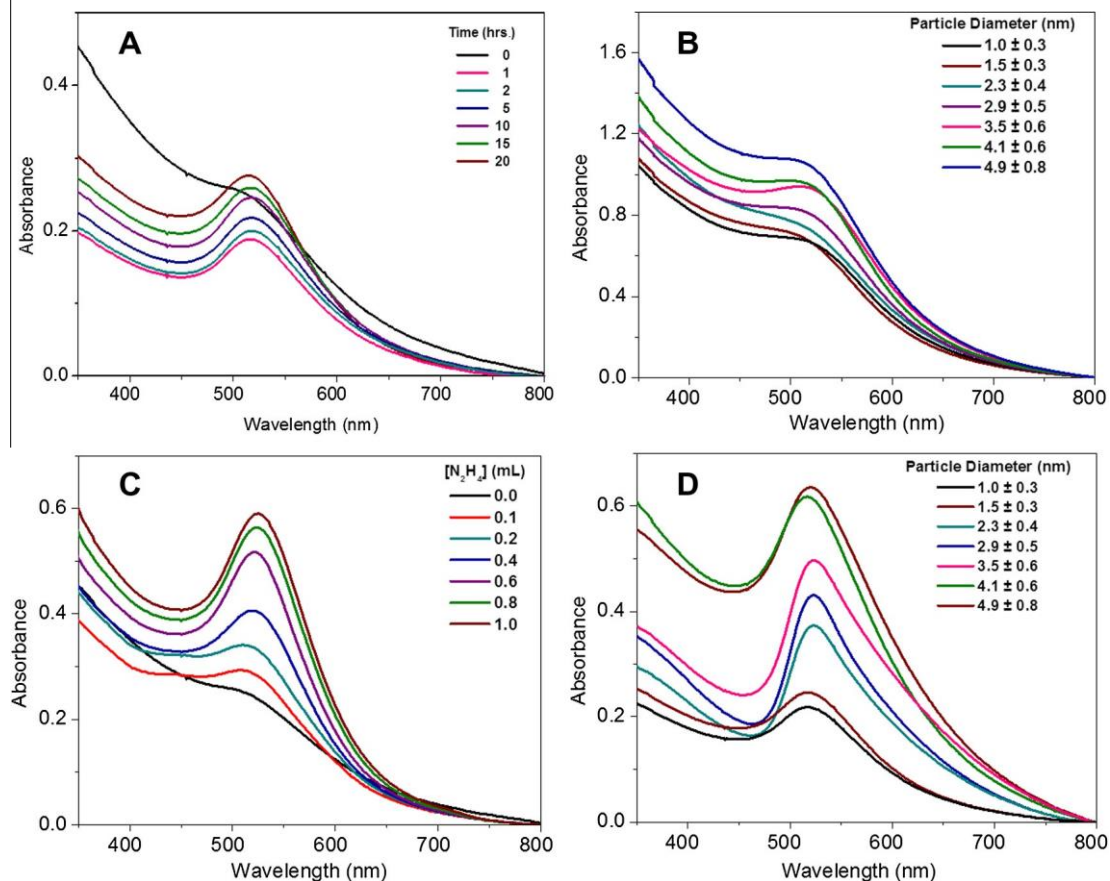 A
Time (hrs.)
0
1
2
5
10
15
20
0.4
0.2
0.0
Absorbance
400 500 600 700 800
Wavelength (nm)
B
Particle Diameter (nm)
1.0 ± 0.3
1.5 ± 0.3
2.3 ± 0.4
2.9 ± 0.5
3.5 ± 0.6
4.1 ± 0.6
4.9 ± 0.8
1.6
1.2
0.8
0.4
0.0
Absorbance
400 500 600 700 800
Wavelength (nm)
C
[N₂H₄] (mL)
0.0
0.1
0.2
0.4
0.6
0.8
1.0
0.6
0.4
0.2
0.0
Absorbance
400 500 600 700 800
Wavelength (nm)
D
Particle Diameter (nm)
1.0 ± 0.3
1.5 ± 0.3
2.3 ± 0.4
2.9 ± 0.5
3.5 ± 0.6
4.1 ± 0.6
4.9 ± 0.8
0.6
0.4
0.2
0.0
Absorbance
400 500 600 700 800
Wavelength (nm)